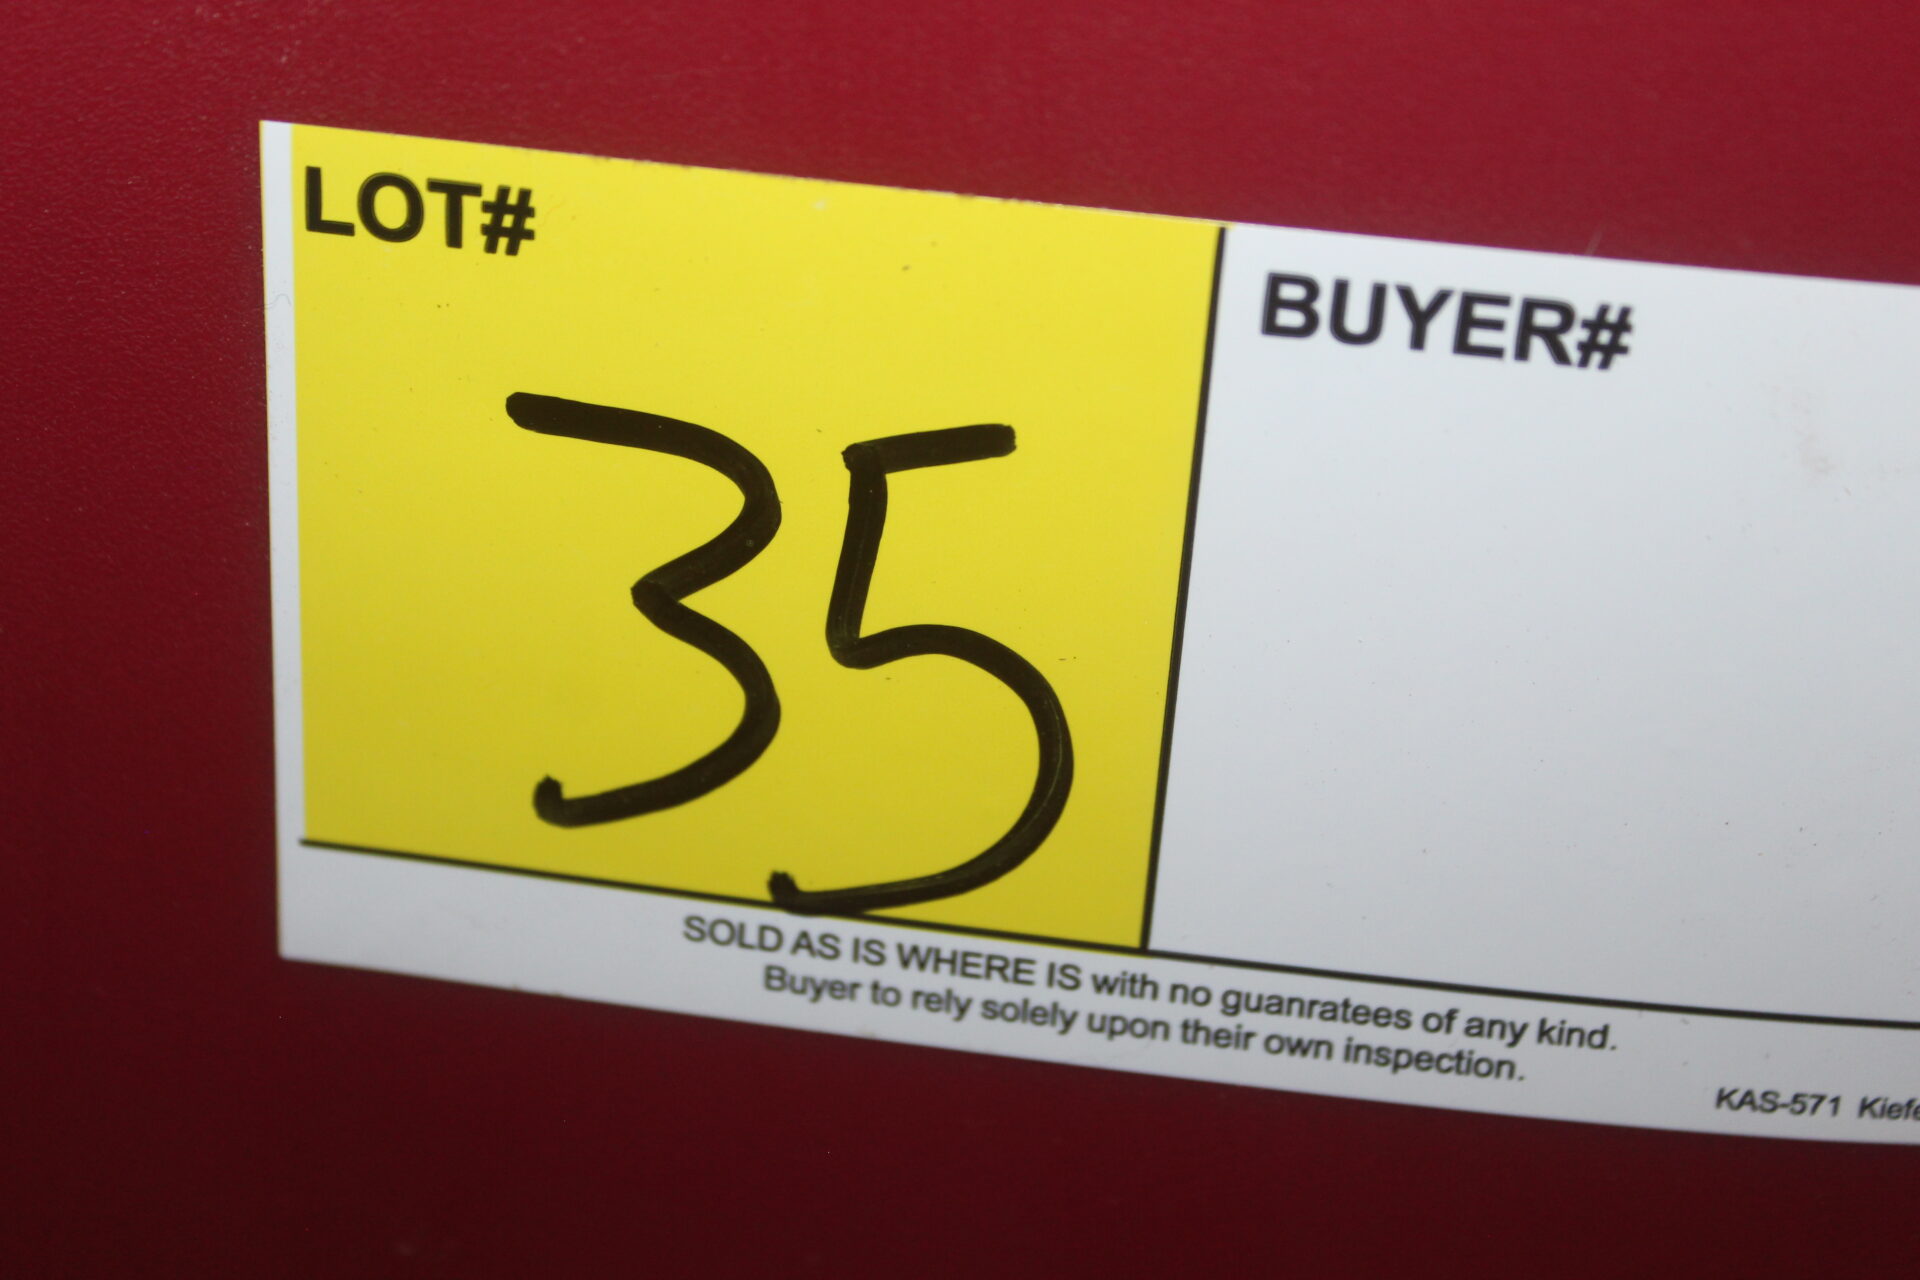 LOT#
BUYER#
35
SOLD AS IS WHERE IS with no guanratees of any kind.
Buyer to rely solely upon their own inspection.
KAS-571